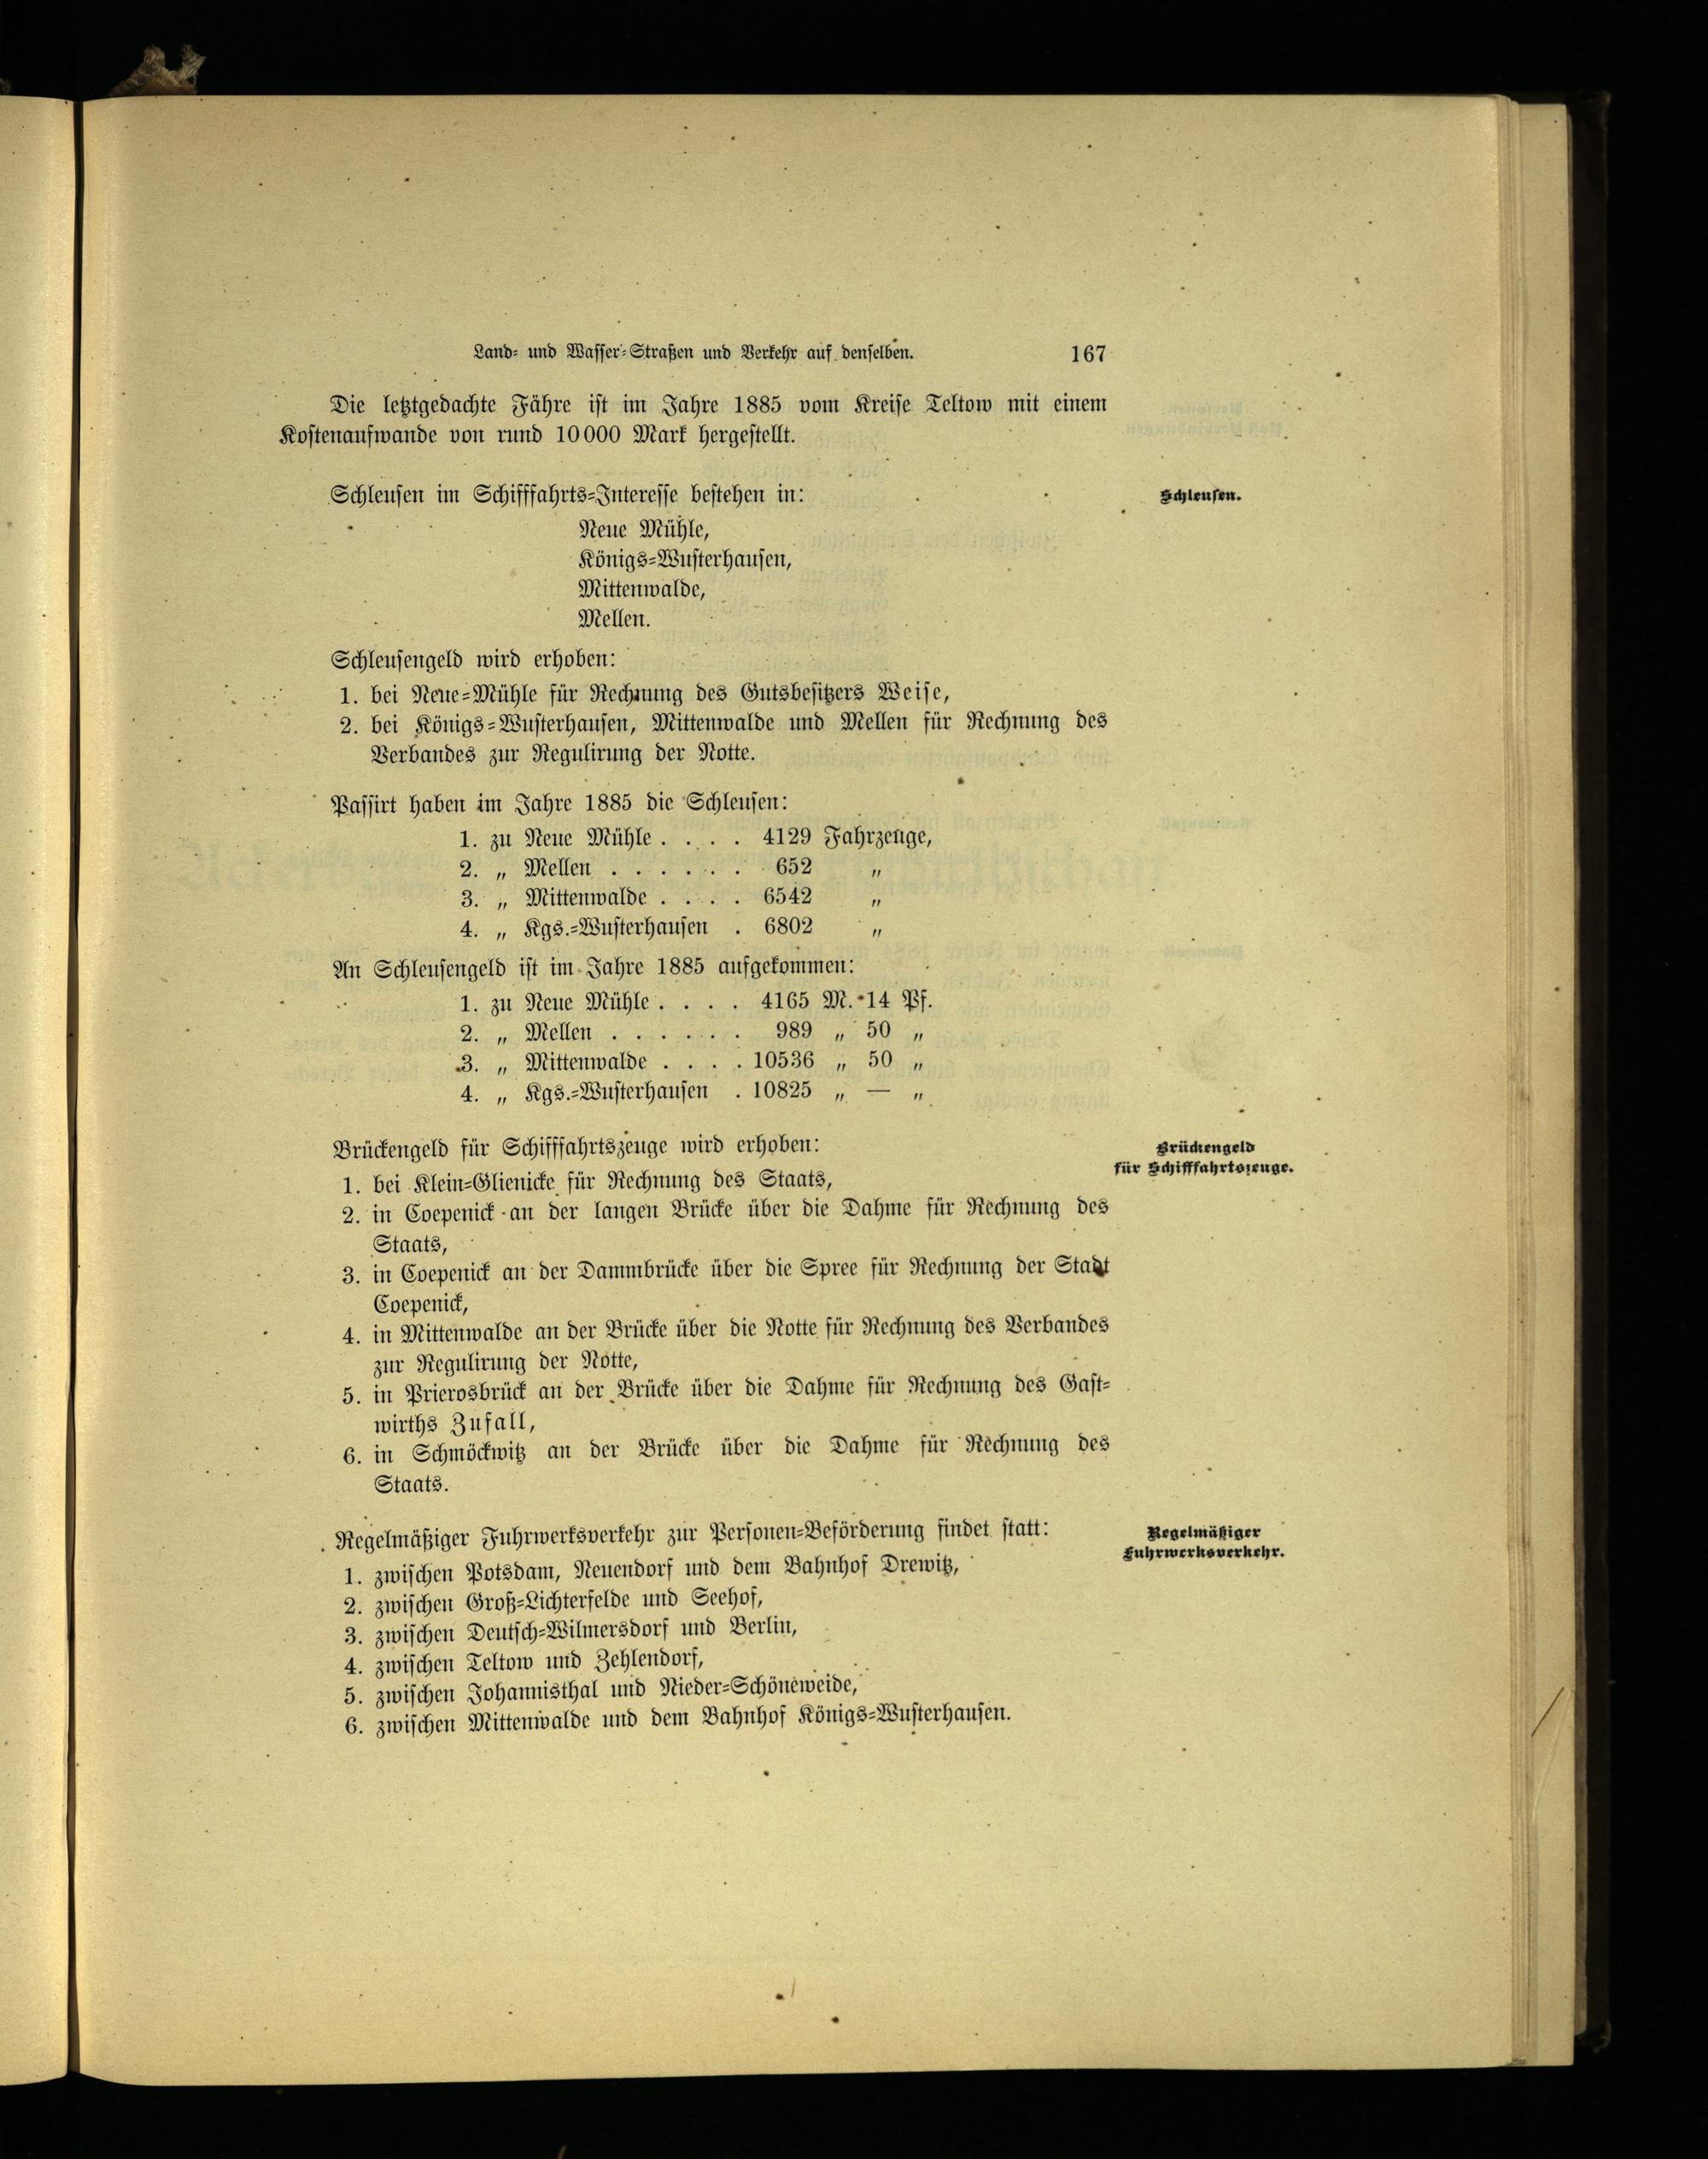 Land- und Wasser-Straßen und Verkehr auf denselben. 167
Die letztgedachte Fähre ist im Jahre 1885 vom Kreise Teltow mit einem
Kostenaufwande von rund 10000 Mark hergestellt.
Schleusen im Schifffahrts-Interesse bestehen in:
Schleusen.
Neue Mühle,
Königs-Wusterhausen,
Mittenwalde,
Mellen.
Schleusengeld wird erhoben:
1. bei Neue-Mühle für Rechnung des Gutsbesitzers Weise,
2. bei Königs-Wusterhausen, Mittenwalde und Mellen für Rechnung des
Verbandes zur Regulirung der Notte.
Passirt haben im Jahre 1885 die Schleusen:
1. zu Neue Mühle . . . . 4129 Fahrzeuge,
2. „ Mellen . . . . . . 652 „
3. „ Mittenwalde . . . . 6542 „
4. „ Kgs.-Wusterhausen . 6802 „
An Schleusengeld ist im Jahre 1885 aufgekommen:
1. zu Neue Mühle . . . . 4165 M. 14 Pf.
2. „ Mellen . . . . . . 989 „ 50 „
3. „ Mittenwalde . . . . 10536 „ 50 „
4. „ Kgs.-Wusterhausen . 10825 „ — „
Brückengeld für Schifffahrtszeuge wird erhoben:
Brückengeld
für Schifffahrtszeuge.
1. bei Klein-Glienicke für Rechnung des Staats,
2. in Coepenick an der langen Brücke über die Dahme für Rechnung des
Staats,
3. in Coepenick an der Dammbrücke über die Spree für Rechnung der Stadt
Coepenick,
4. in Mittenwalde an der Brücke über die Notte für Rechnung des Verbandes
zur Regulirung der Notte,
5. in Prierosbrück an der Brücke über die Dahme für Rechnung des Gast-
wirths Zufall,
6. in Schmöckwitz an der Brücke über die Dahme für Rechnung des
Staats.
Regelmäßiger Fuhrwerksverkehr zur Personen-Beförderung findet statt:
Regelmäßiger
Fuhrwerksverkehr.
1. zwischen Potsdam, Neuendorf und dem Bahnhof Drewitz,
2. zwischen Groß-Lichterfelde und Seehof,
3. zwischen Deutsch-Wilmersdorf und Berlin,
4. zwischen Teltow und Zehlendorf,
5. zwischen Johannisthal und Nieder-Schöneweide,
6. zwischen Mittenwalde und dem Bahnhof Königs-Wusterhausen.